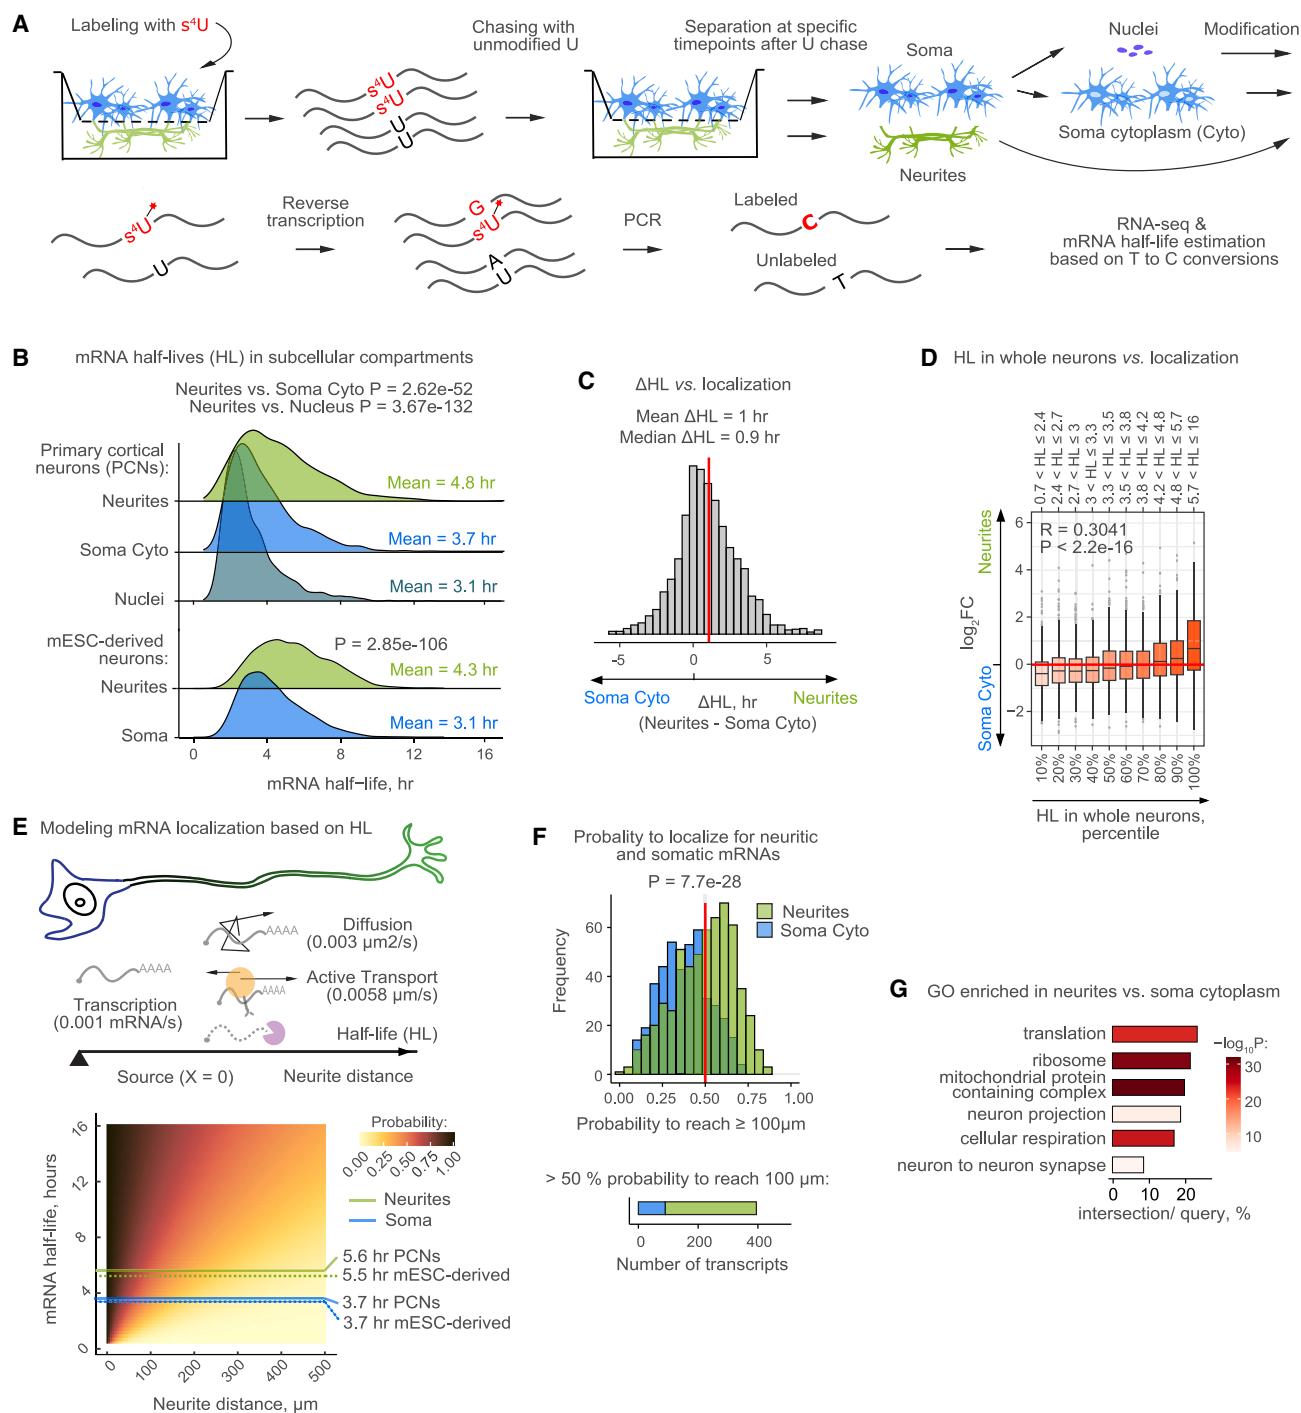 A
Labeling with s⁴U
Chasing with
unmodified U
Separation at specific
timepoints after U chase
Soma
Nuclei
Modification
s⁴U
s⁴U
U
U
Soma cytoplasm (Cyto)
Neurites
s⁴U
U
Reverse
transcription
G
s⁴U
A
U
PCR
Labeled
C
Unlabeled
T
RNA-seq &
mRNA half-life estimation
based on T to C conversions
B
mRNA half-lives (HL) in subcellular compartments
Neurites vs. Soma Cyto P = 2.62e-52
Neurites vs. Nucleus P = 3.67e-132
Primary cortical
neurons (PCNs):
Neurites
Mean = 4.8 hr
Soma Cyto
Mean = 3.7 hr
Nuclei
Mean = 3.1 hr
mESC-derived
neurons:
P = 2.85e-106
Neurites
Mean = 4.3 hr
Soma
Mean = 3.1 hr
0 4 8 12 16
mRNA half-life, hr
C
ΔHL vs. localization
Mean ΔHL = 1 hr
Median ΔHL = 0.9 hr
-5 0 5
Soma Cyto
Neurites
ΔHL, hr
(Neurites - Soma Cyto)
D
HL in whole neurons vs. localization
0.7 < HL ≤ 2.4
2.4 < HL ≤ 2.7
2.7 < HL ≤ 3
3 < HL ≤ 3.3
3.3 < HL ≤ 3.5
3.5 < HL ≤ 3.8
3.8 < HL ≤ 4.2
4.2 < HL ≤ 4.8
4.8 < HL ≤ 5.7
5.7 < HL ≤ 16
R = 0.3041
P < 2.2e-16
Neurites
log₂FC
Soma Cyto
6
4
2
0
−2
10%
20%
30%
40%
50%
60%
70%
80%
90%
100%
HL in whole neurons,
percentile
E
Modeling mRNA localization based on HL
AAAA
Diffusion
(0.003 µm2/s)
AAAA
AAAA
Active Transport
(0.0058 µm/s)
Transcription
(0.001 mRNA/s)
Half-life (HL)
Source (X = 0)
Neurite distance
Probability:
0.00
0.25
0.50
0.75
1.00
Neurites
Soma
5.6 hr PCNs
5.5 hr mESC-derived
3.7 hr PCNs
3.7 hr mESC-derived
mRNA half-life, hours
16
12
8
4
0
0 100 200 300 400 500
Neurite distance, µm
F
Probality to localize for neuritic
and somatic mRNAs
P = 7.7e-28
Neurites
Soma Cyto
Frequency
60
40
20
0
0.00 0.25 0.50 0.75 1.00
Probability to reach ≥ 100µm
> 50 % probability to reach 100 µm:
0 200 400
Number of transcripts
G
GO enriched in neurites vs. soma cytoplasm
translation
ribosome
mitochondrial protein
containing complex
neuron projection
cellular respiration
neuron to neuron synapse
0 10 20
intersection/ query, %
−log₁₀P:
30
20
10